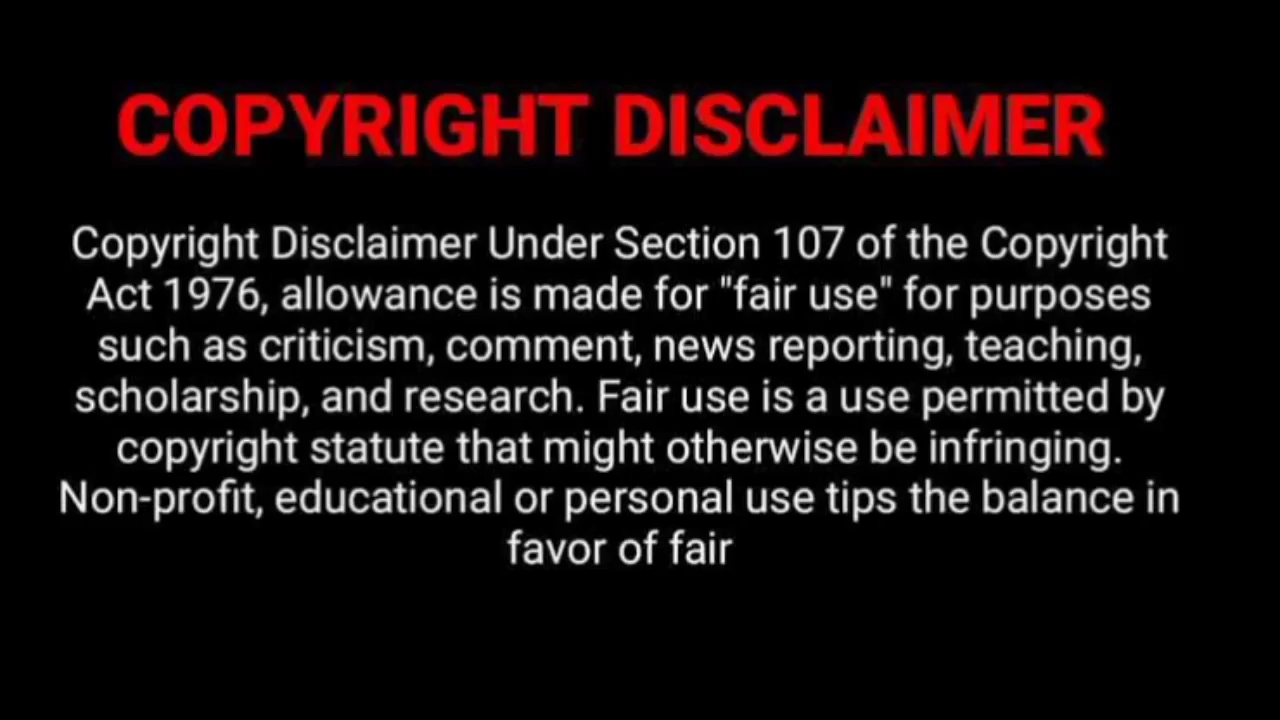 COPYRIGHT DISCLAIMER
Copyright Disclaimer Under Section 107 of the Copyright
Act 1976, allowance is made for "fair use" for purposes
such as criticism, comment, news reporting, teaching,
scholarship, and research. Fair use is a use permitted by
copyright statute that might otherwise be infringing.
Non-profit, educational or personal use tips the balance in
favor of fair